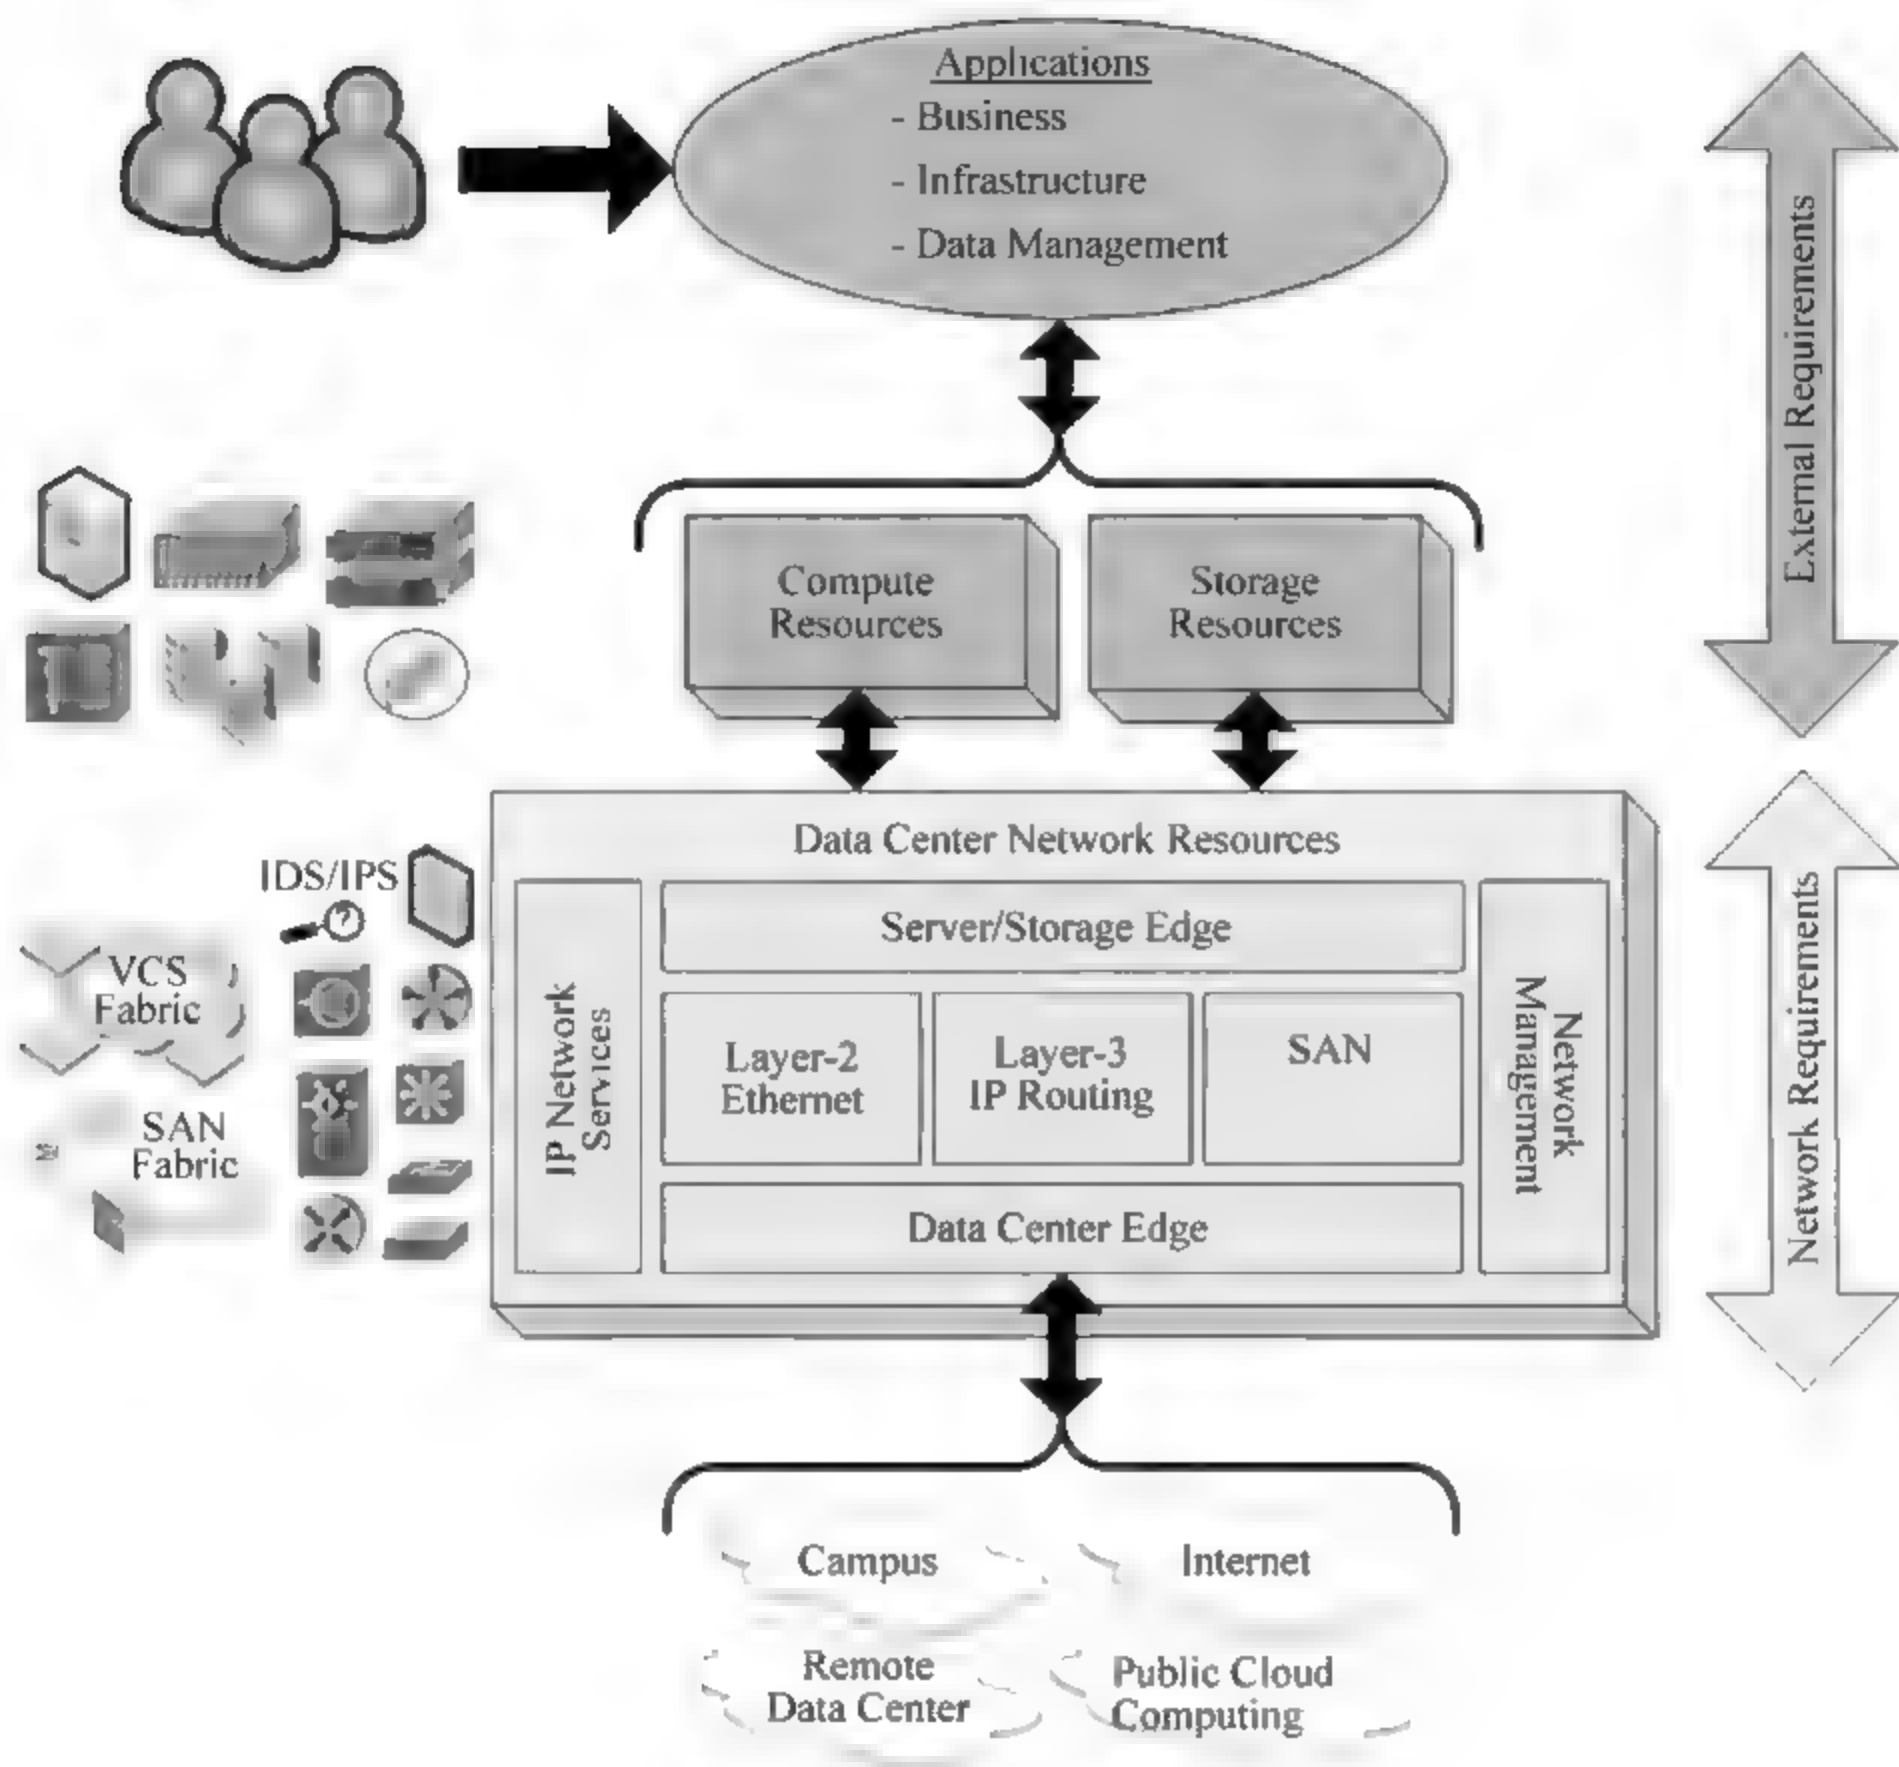 Applications
- Business
- Infrastructure
- Data Management
External Requirements
Compute
Resources
Storage
Resources
Data Center Network Resources
IDS/IPS
?
VCS
Fabric
SAN
Fabric
IP Network
Services
Server/Storage Edge
Layer-2
Ethernet
Layer-3
IP Routing
SAN
Data Center Edge
Network
Management
Network Requirements
Campus
Internet
Remote
Data Center
Public Cloud
Computing